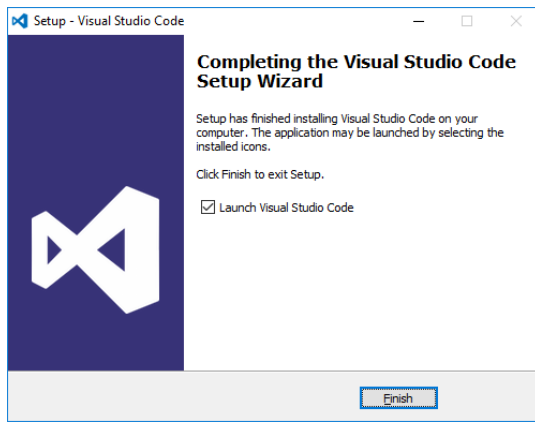 Setup - Visual Studio Code
Completing the Visual Studio Code
Setup Wizard
Setup has finished installing Visual Studio Code on your
computer. The application may be launched by selecting the
installed icons.
Click Finish to exit Setup.
Launch Visual Studio Code
Finish